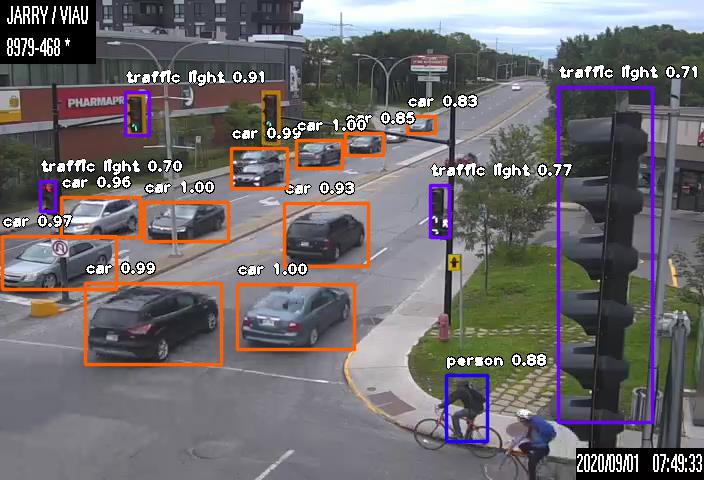 JARRY / VIAU
8979-468 *
traffic light 0.91
traffic light 0.71
car 0.83
car 0.99
car 1.00
car 0.85
PHARMAPR
traffic light 0.70
traffic light 0.77
car 0.96
car 1.00
car 0.93
car 0.97
car 0.99
car 1.00
person 0.88
2020/09/01 07:49:33